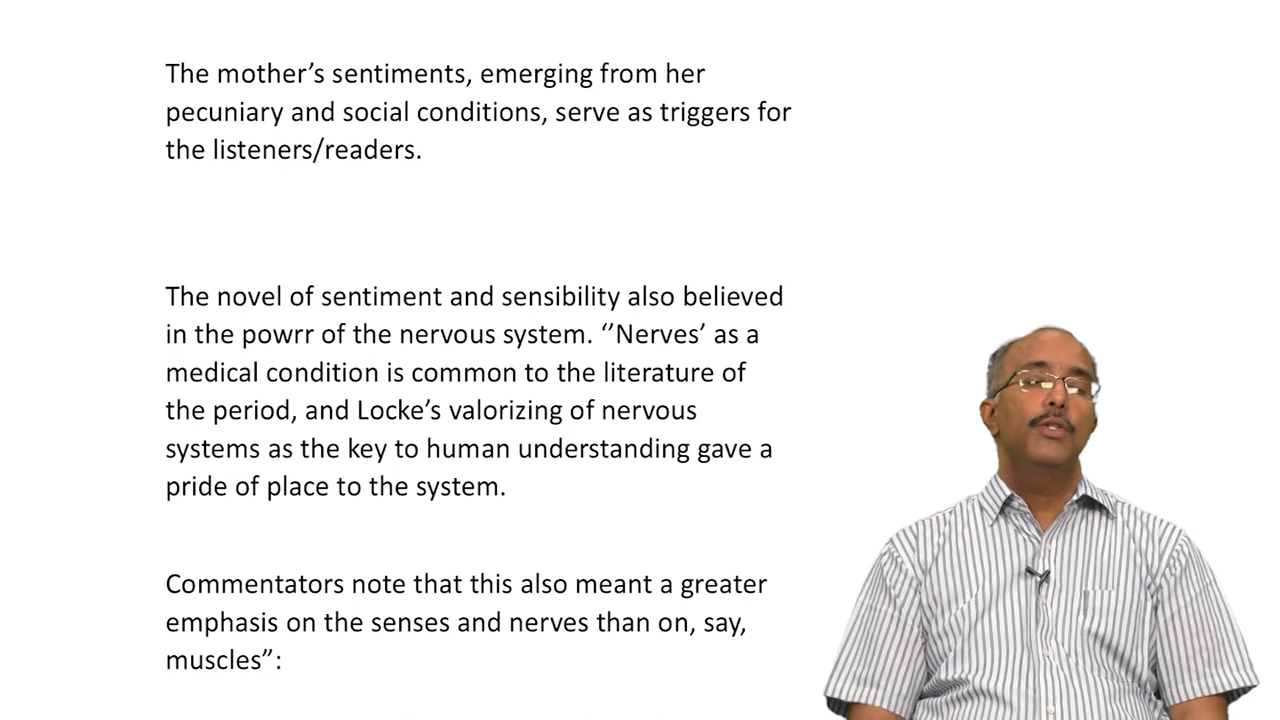 The mother’s sentiments, emerging from her
pecuniary and social conditions, serve as triggers for
the listeners/readers.
The novel of sentiment and sensibility also believed
in the powrr of the nervous system. ‘’Nerves’ as a
medical condition is common to the literature of
the period, and Locke’s valorizing of nervous
systems as the key to human understanding gave a
pride of place to the system.
Commentators note that this also meant a greater
emphasis on the senses and nerves than on, say,
muscles”: